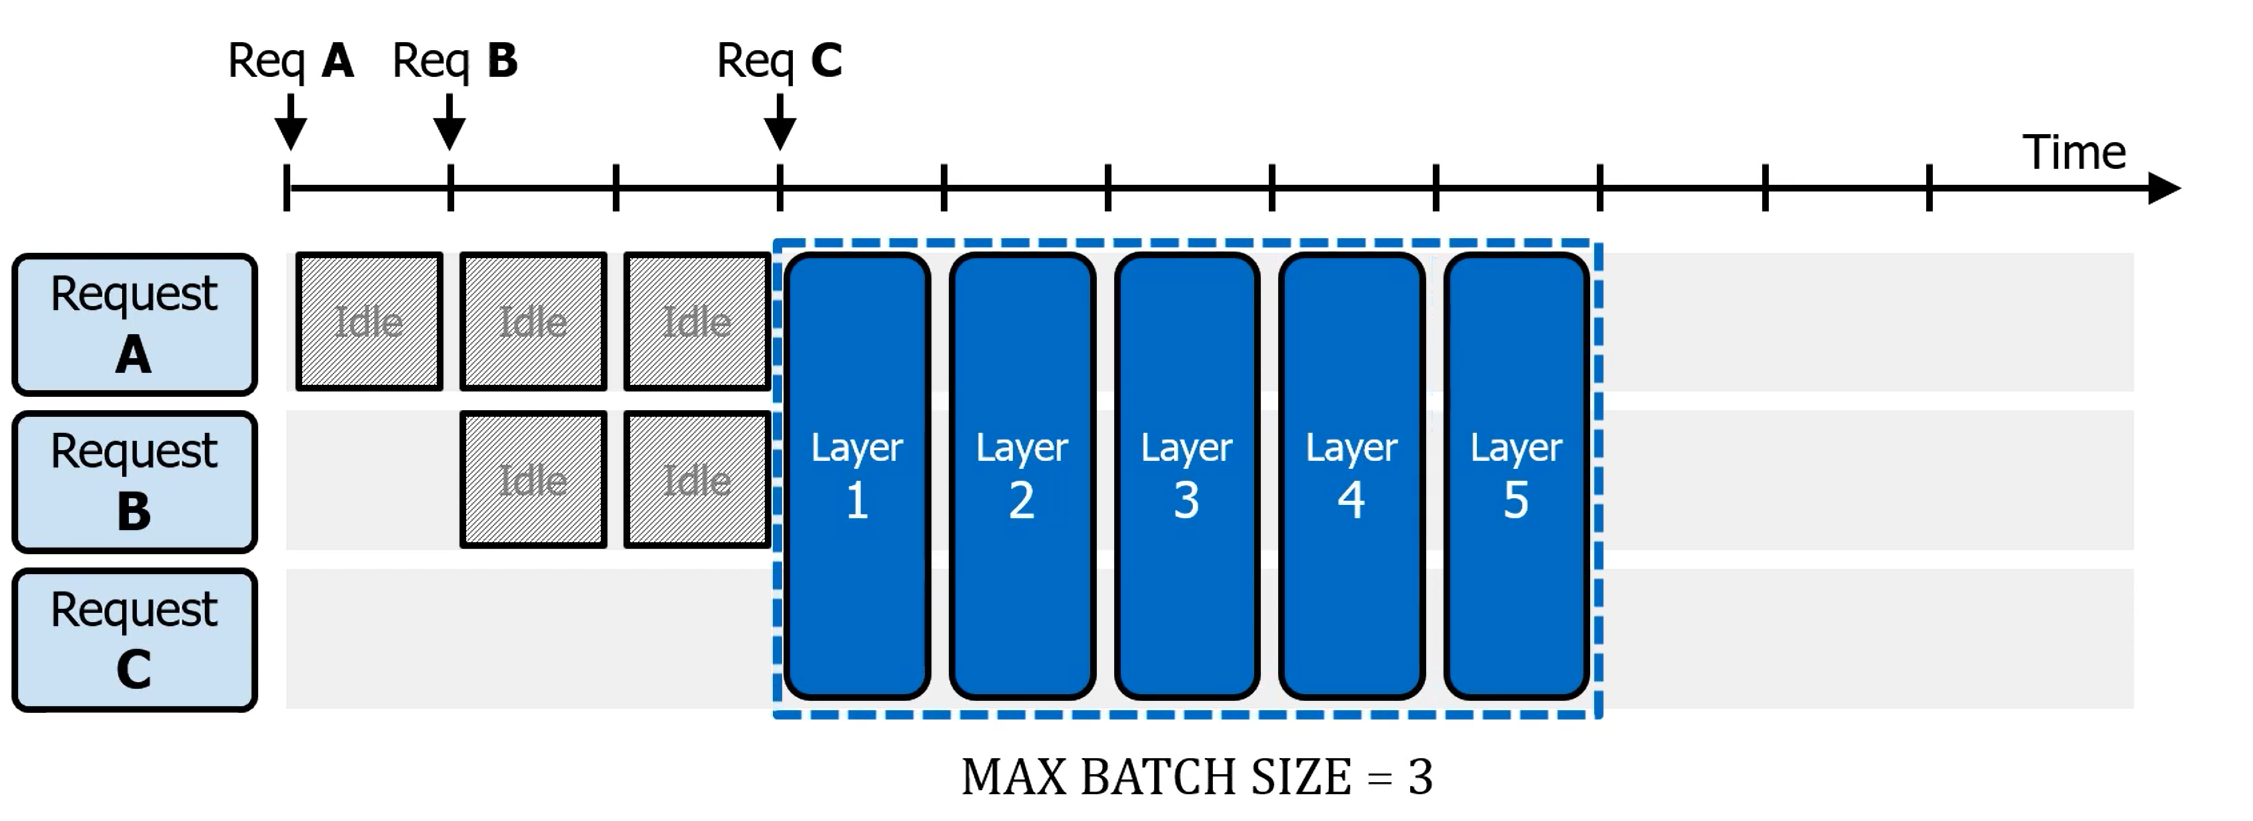 Req A Req B Req C
Time
Request
A
Idle Idle Idle
Request
B
Idle Idle
Request
C
Layer
1
Layer
2
Layer
3
Layer
4
Layer
5
MAX BATCH SIZE = 3